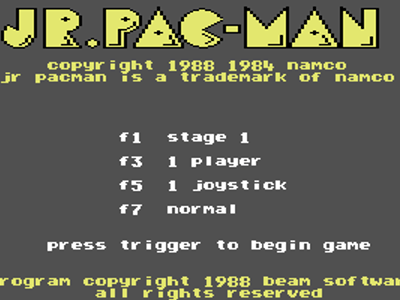 JR.PAC-MAN
copyright 1988 1984 namco
jr pacman is a trademark of namco
f1 stage 1
f3 1 player
f5 1 joystick
f7 normal
press trigger to begin game
rogram copyright 1988 beam softwar
all rights reserved